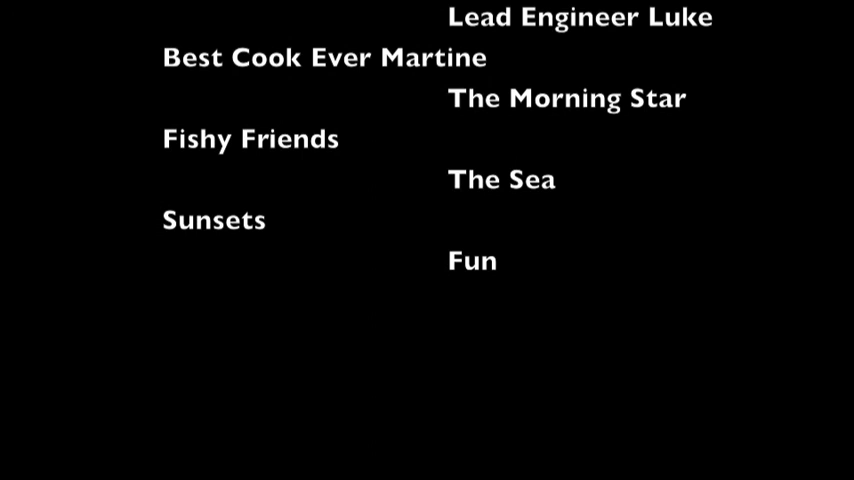 Lead Engineer Luke
Best Cook Ever Martine
The Morning Star
Fishy Friends
The Sea
Sunsets
Fun